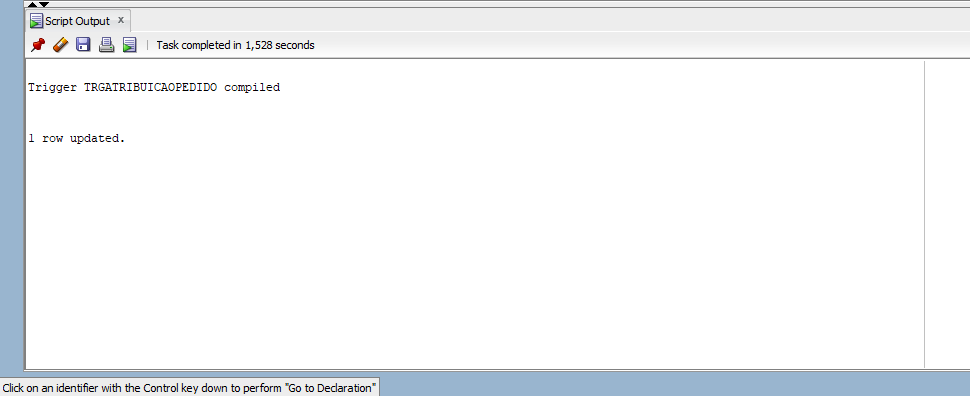 Script Output x
Task completed in 1,528 seconds
Trigger TRGATRIBUICAOPEDIDO compiled
1 row updated.
Click on an identifier with the Control key down to perform "Go to Declaration"